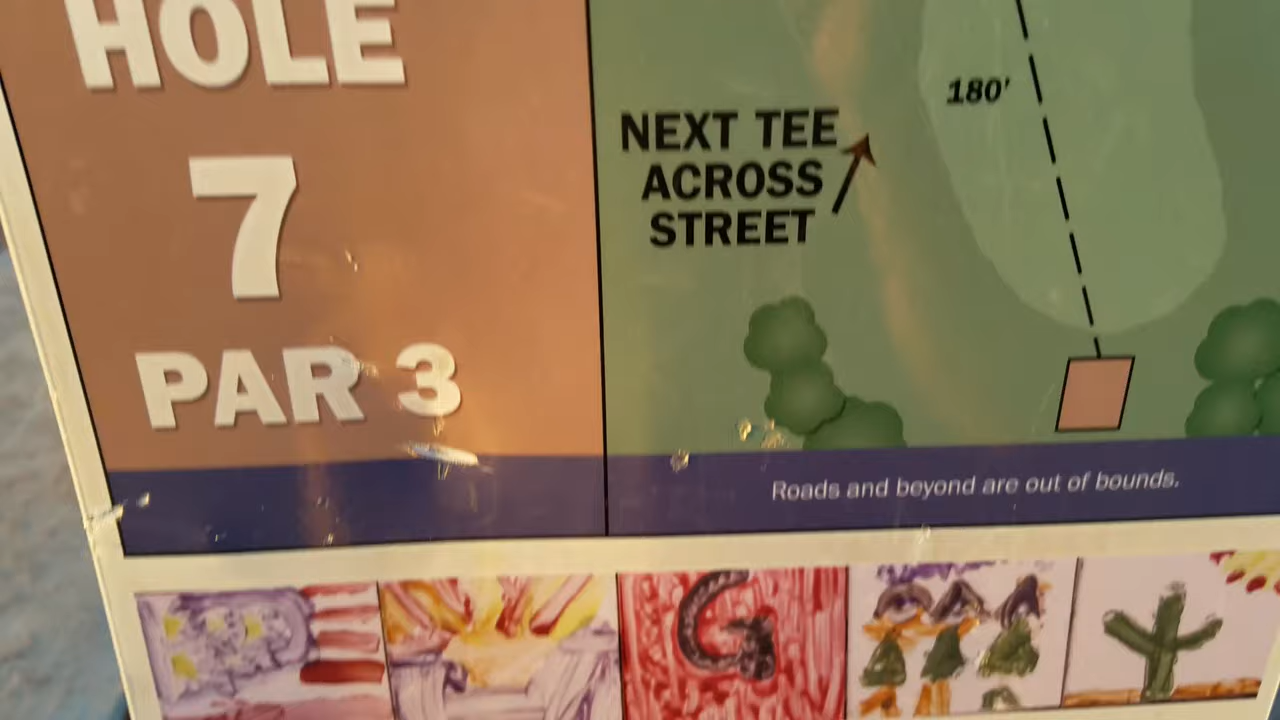 HOLE
7
PAR 3
180'
NEXT TEE
ACROSS
STREET
Roads and beyond are out of bounds.